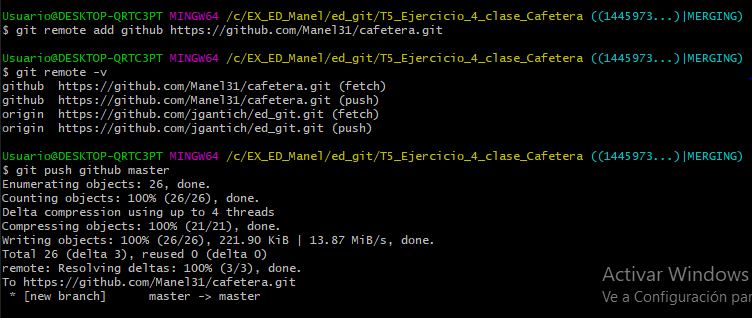 Usuario@DESKTOP-QRTC3PT MINGW64 /c/EX_ED_Manel/ed_git/T5_Ejercicio_4_clase_Cafetera ((1445973...)|MERGING)
$ git remote add github https://github.com/Manel31/cafetera.git
Usuario@DESKTOP-QRTC3PT MINGW64 /c/EX_ED_Manel/ed_git/T5_Ejercicio_4_clase_Cafetera ((1445973...)|MERGING)
$ git remote -v
github  https://github.com/Manel31/cafetera.git (fetch)
github  https://github.com/Manel31/cafetera.git (push)
origin  https://github.com/jgantich/ed_git.git (fetch)
origin  https://github.com/jgantich/ed_git.git (push)
Usuario@DESKTOP-QRTC3PT MINGW64 /c/EX_ED_Manel/ed_git/T5_Ejercicio_4_clase_Cafetera ((1445973...)|MERGING)
$ git push github master
Enumerating objects: 26, done.
Counting objects: 100% (26/26), done.
Delta compression using up to 4 threads
Compressing objects: 100% (21/21), done.
Writing objects: 100% (26/26), 221.90 KiB | 13.87 MiB/s, done.
Total 26 (delta 3), reused 0 (delta 0)
remote: Resolving deltas: 100% (3/3), done.
To https://github.com/Manel31/cafetera.git
 * [new branch]      master -> master
Activar Windows
Ve a Configuración par